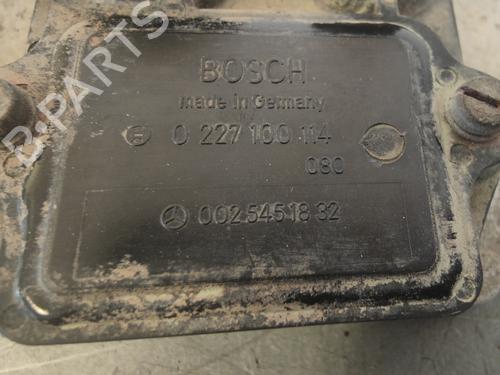 BOSCH
made in Germany
0 227 100 114
080
002 545 18 32
B-PARTS